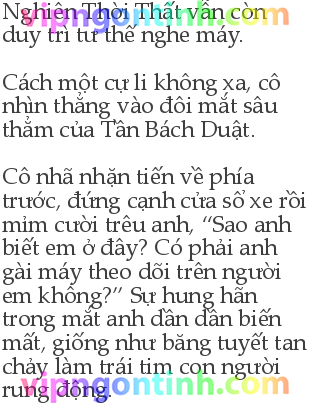 Nghiên Thời Thất vẫn còn
duy trì tư thế nghe máy.
Cách một cự li không xa, cô
nhìn thẳng vào đôi mắt sâu
thẳm của Tần Bách Duật.
Cô nhã nhặn tiến về phía
trước, đứng cạnh cửa sổ xe rồi
mỉm cười trêu anh, “Sao anh
biết em ở đây? Có phải anh
gài máy theo dõi trên người
em không?” Sự hung hãn
trong mắt anh dần dần biến
mất, giống như băng tuyết tan
chảy làm trái tim con người
rung động.
vipngontinh.com
vipngontinh.com